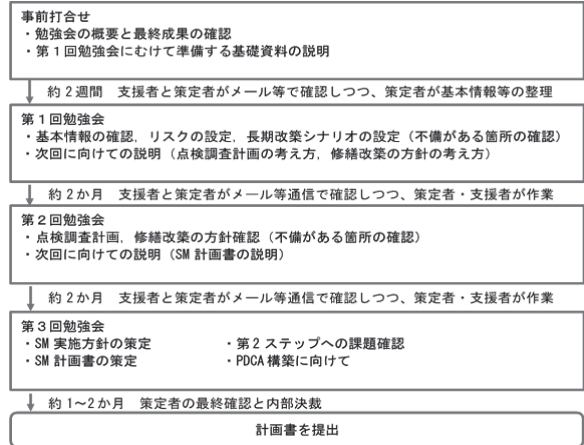 事前打合せ
・勉強会の概要と最終成果の確認
・第１回勉強会にむけて準備する基礎資料の説明
約２週間　支援者と策定者がメール等で確認しつつ、策定者が基本情報等の整理
第１回勉強会
・基本情報の確認，リスクの設定，長期改築シナリオの設定（不備がある箇所の確認）
・次回に向けての説明（点検調査計画の考え方，修繕改築の方針の考え方）
約２か月　支援者と策定者がメール等通信で確認しつつ、策定者・支援者が作業
第２回勉強会
・点検調査計画，修繕改築の方針確認（不備がある箇所の確認）
・次回に向けての説明（SM 計画書の説明）
約２か月　支援者と策定者がメール等通信で確認しつつ、策定者・支援者が作業
第３回勉強会
・SM 実施方針の策定　・第２ステップへの課題確認
・SM 計画書の策定　・PDCA 構築に向けて
約１～２か月　策定者の最終確認と内部決裁
計画書を提出